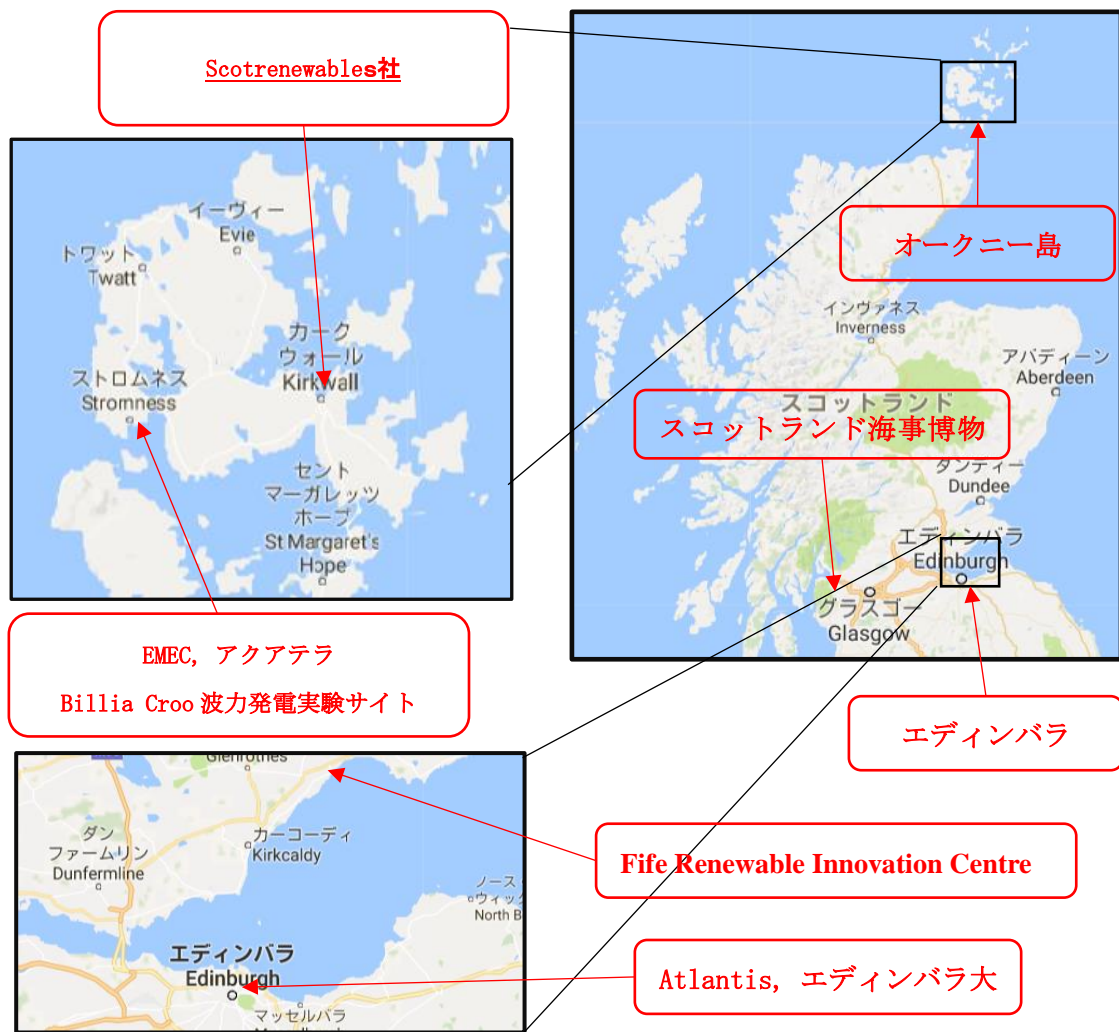 Scotrenewables社
イーヴィー
Evie
トワット
Twatt
カーク
ウォール
Kirkwall
ストロムネス
Stromness
セント
マーガレッツ
ホープ
St Margaret's
Hope
EMEC, アクアテラ
Billia Croo 波力発電実験サイト
オークニー島
インヴァネス
Inverness
アバディーン
Aberdeen
スコットランド
スコットランド海事博物
ダンディー
Dundee
エディンバラ
Edinburgh
グラスゴー
Glasgow
エディンバラ
Glenrothes
ダン
ファームリン
Dunfermline
カーコーディ
Kirkcaldy
ノース
ウィック
North B
エディンバラ
Edinburgh
マッセルバラ
Fife Renewable Innovation Centre
Atlantis, エディンバラ大